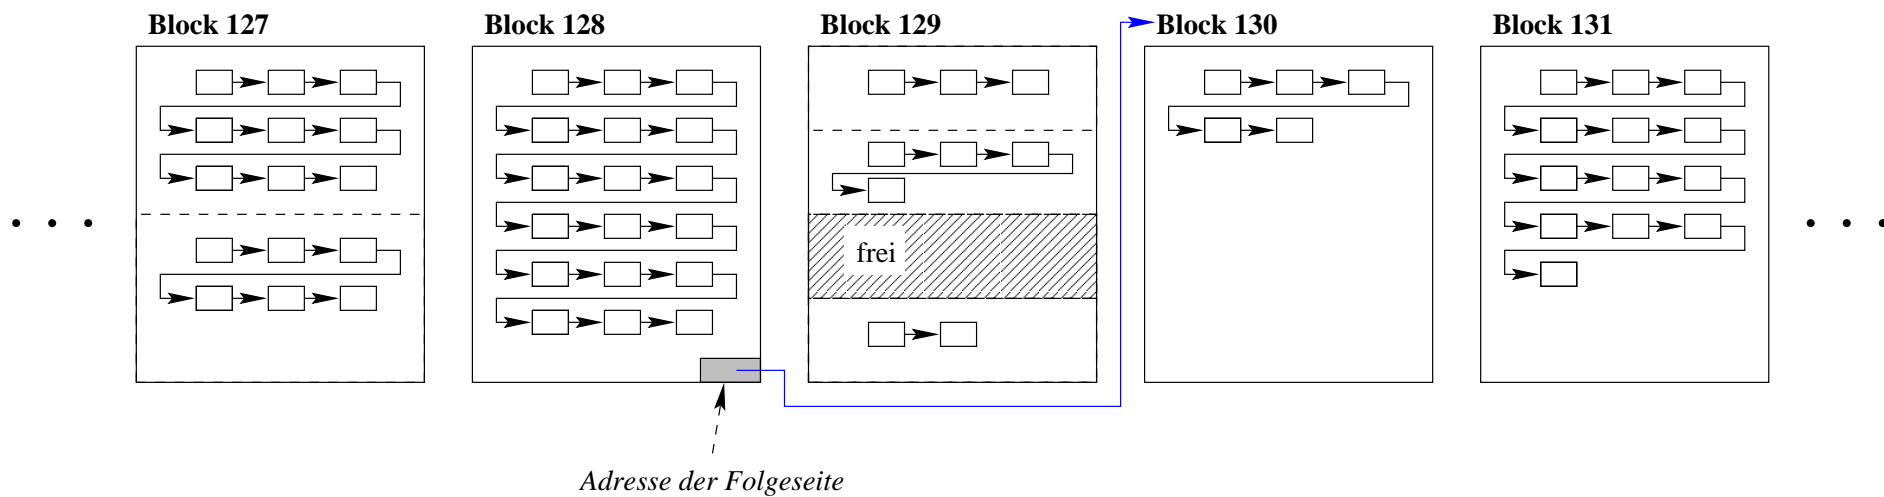 Block 127
Block 128
Block 129
Block 130
Block 131
frei
Adresse der Folgeseite